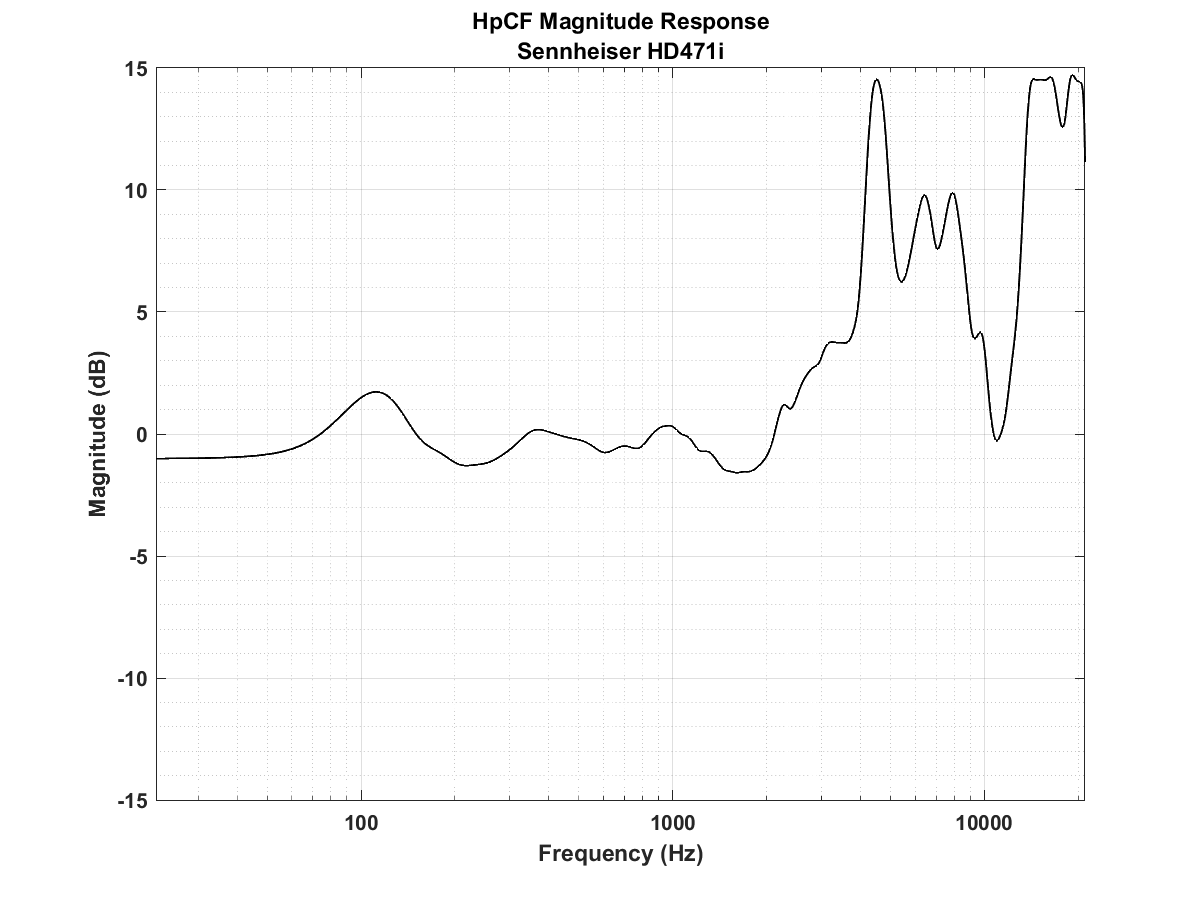 HpCF Magnitude Response
Sennheiser HD471i
15
10
5
0
-5
-10
-15
Magnitude (dB)
100 1000 10000
Frequency (Hz)